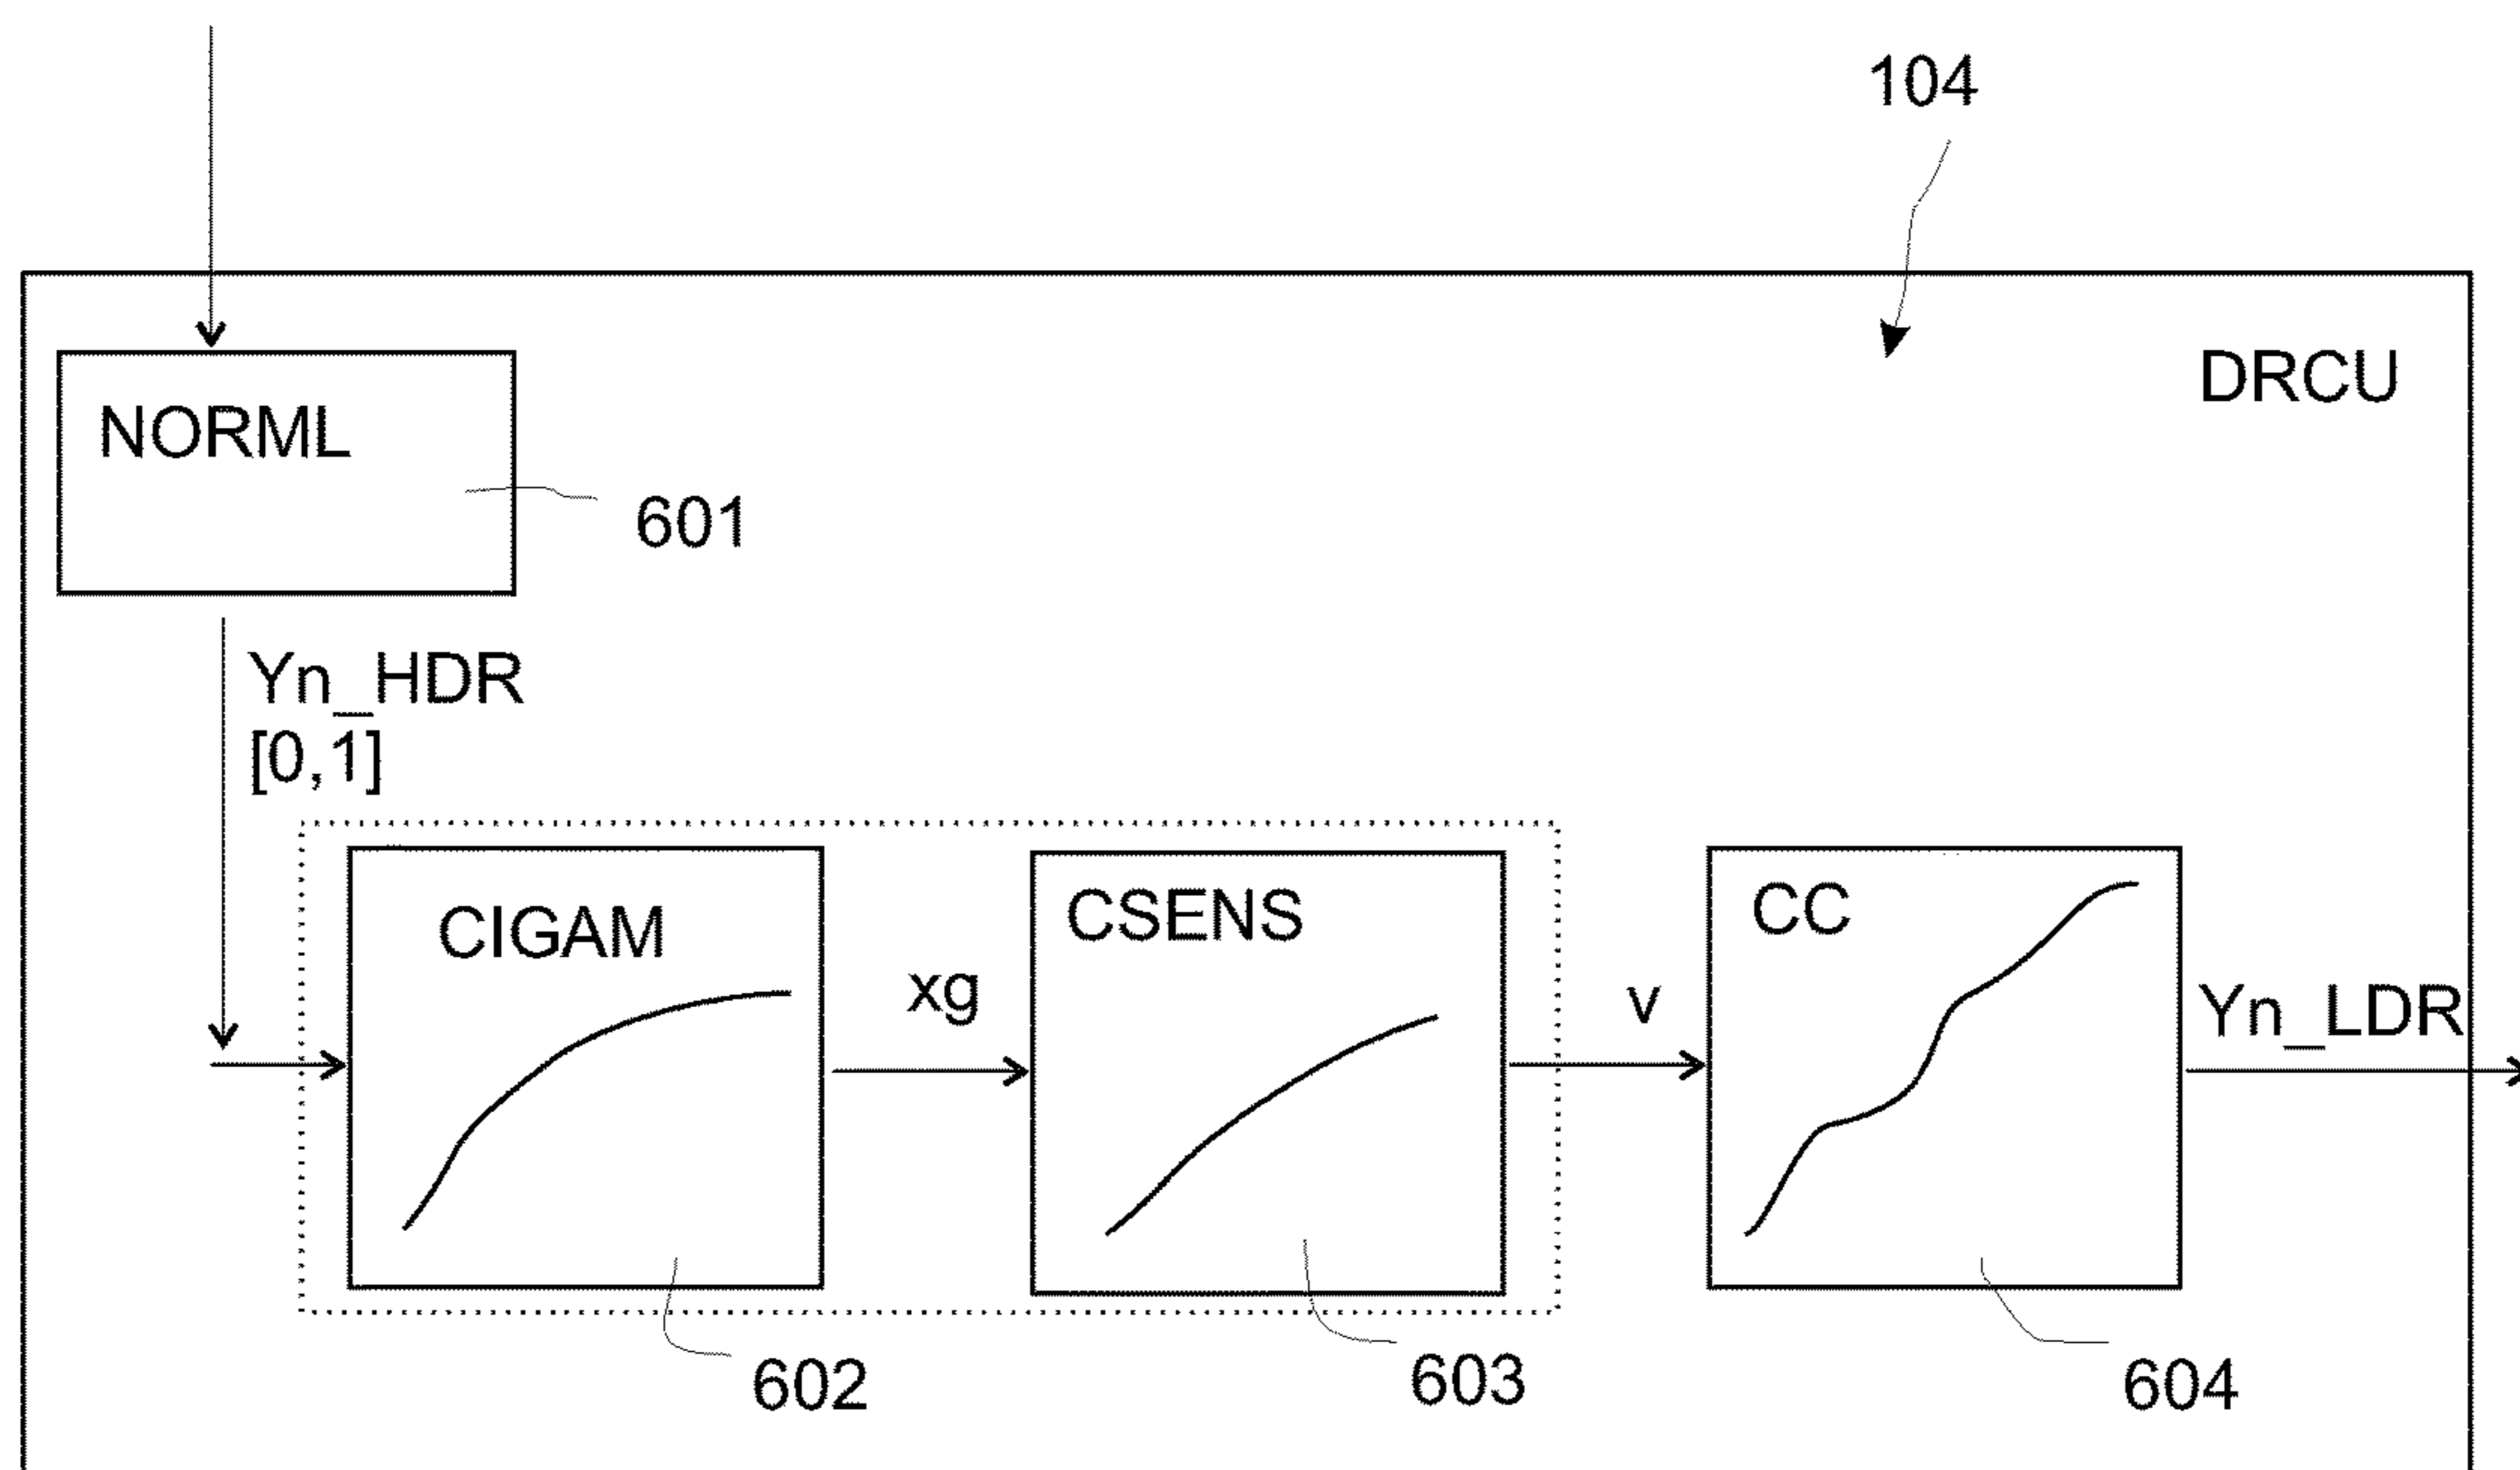 104
DRCU
NORML
601
Yn_HDR
[0,1]
CIGAM
xg
CSENS
v
CC
Yn_LDR
602
603
604